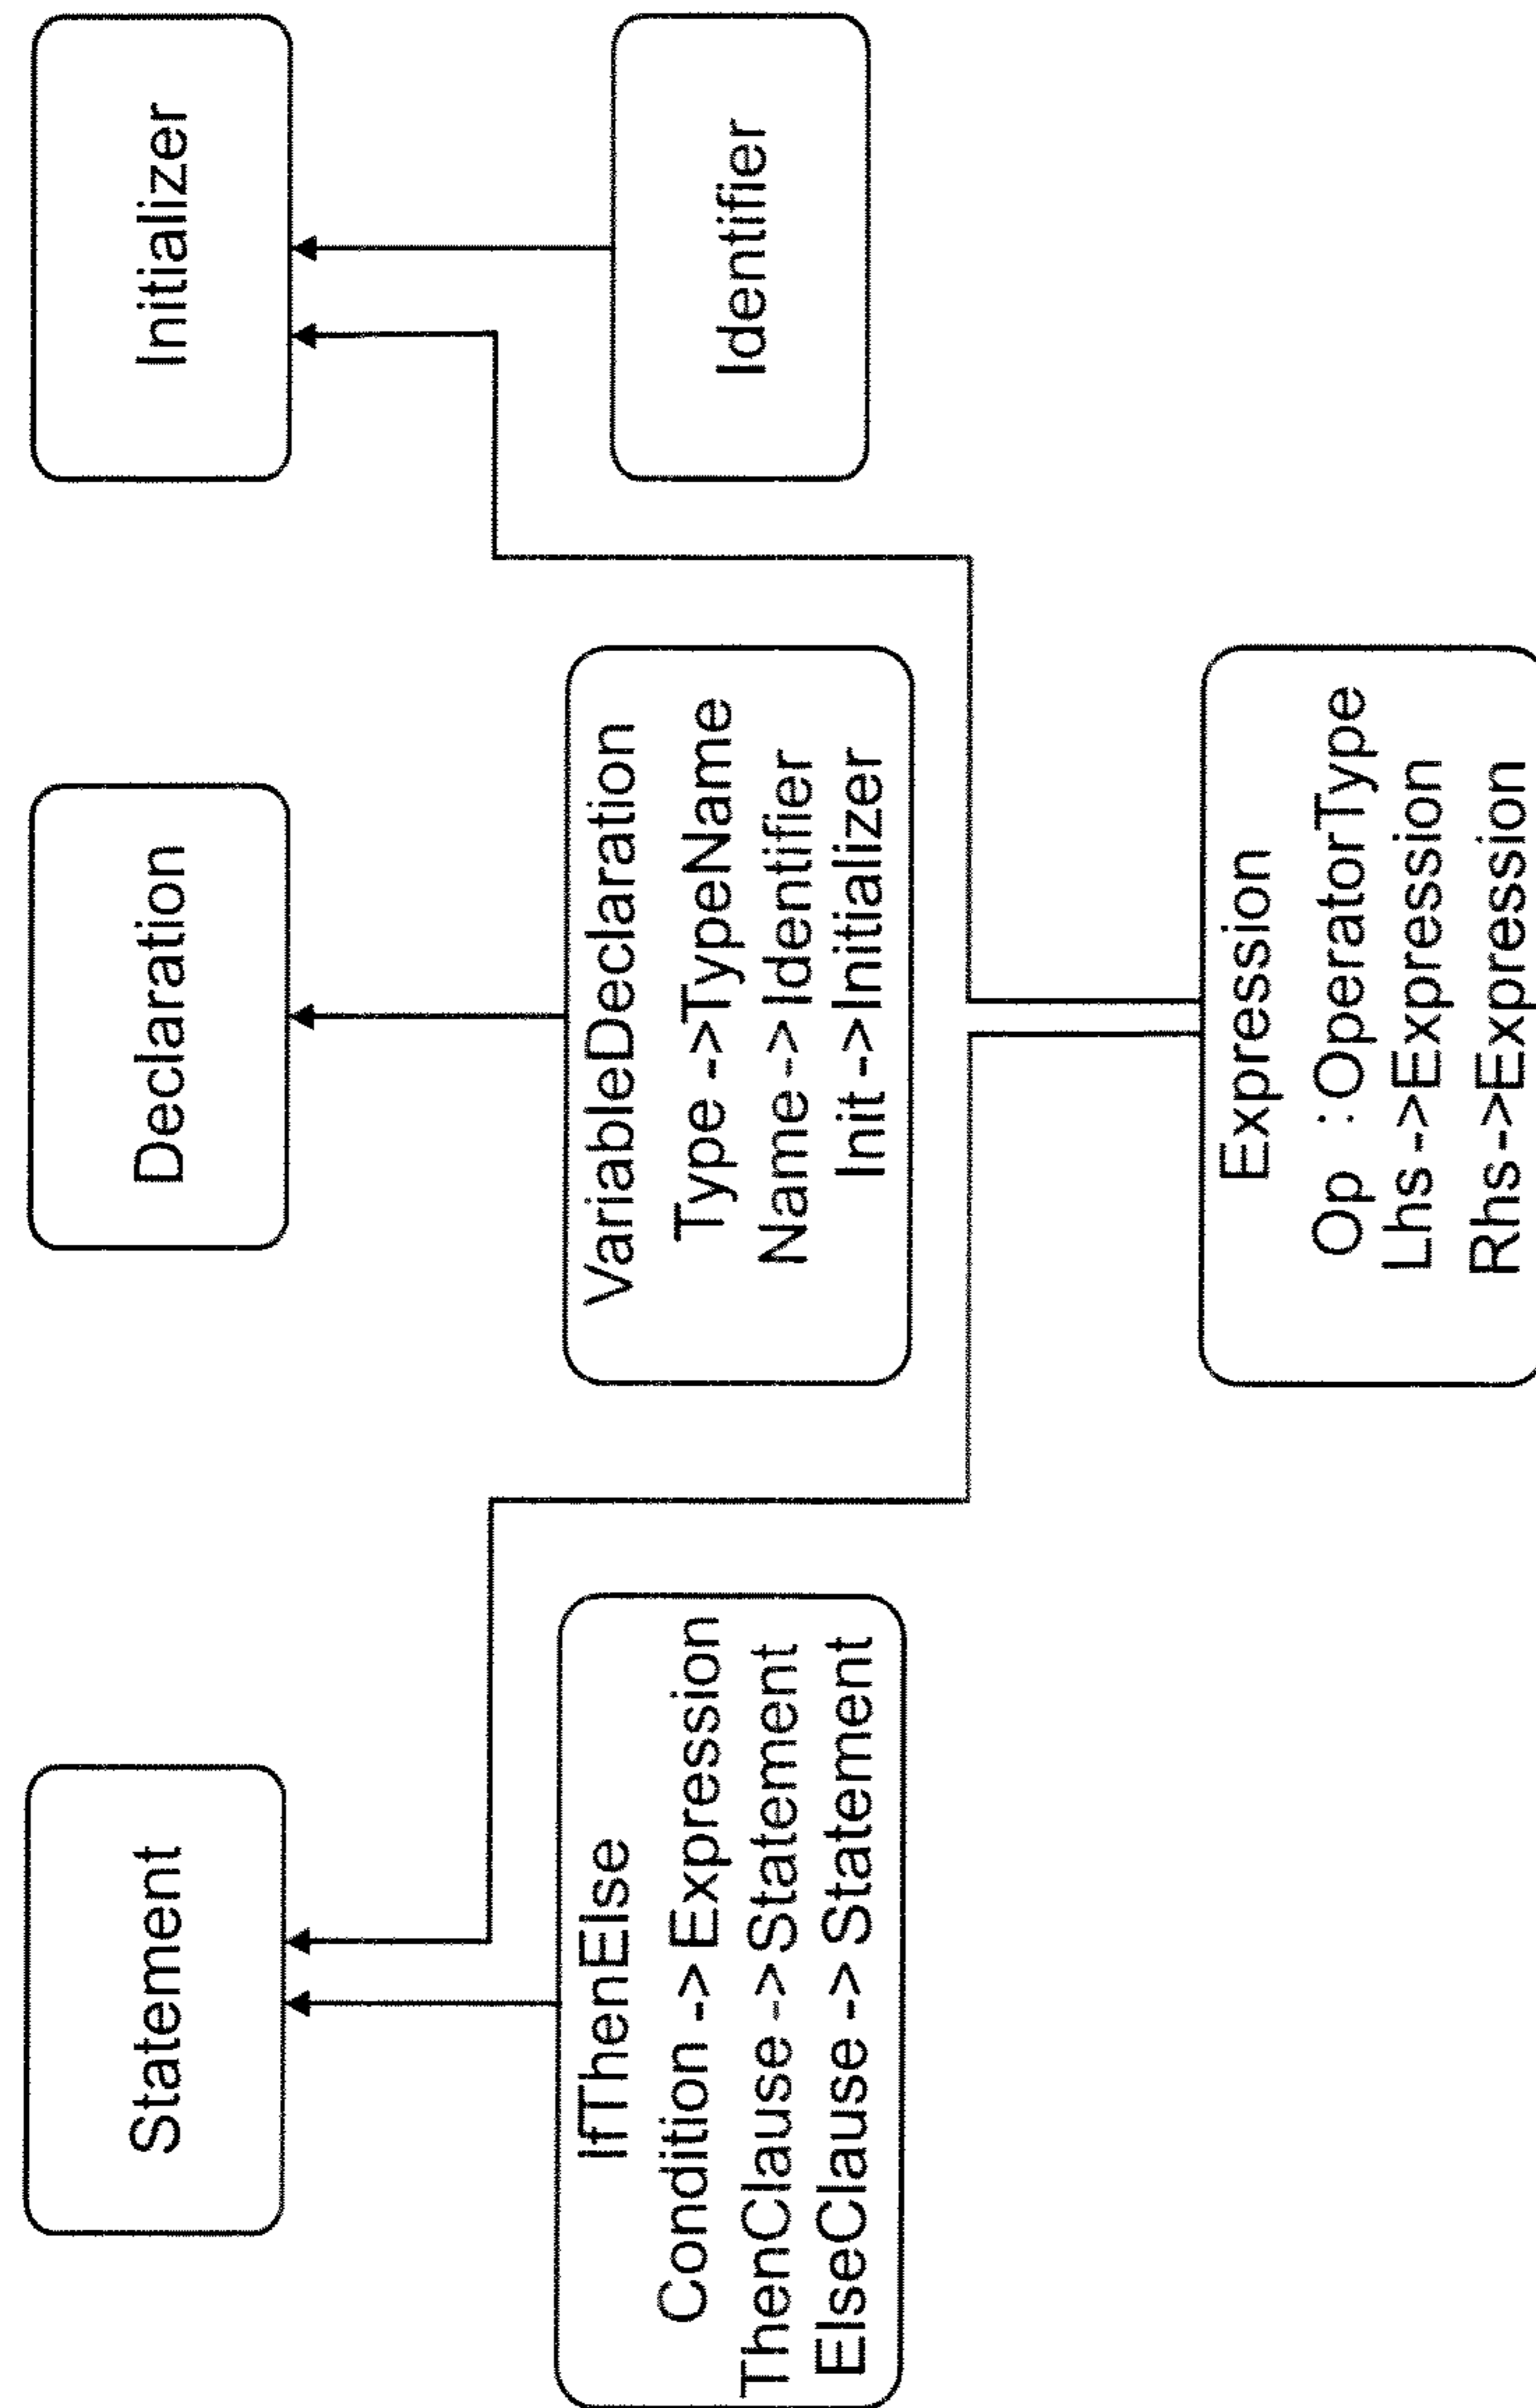 Statement
Declaration
Initializer
IfThenElse
Condition ->Expression
ThenClause ->Statement
ElseClause -> Statement
VariableDeclaration
Type ->TypeName
Name ->Identifier
Init ->Initializer
Identifier
Expression
Op :OperatorType
Lhs ->Expression
Rhs->Expression